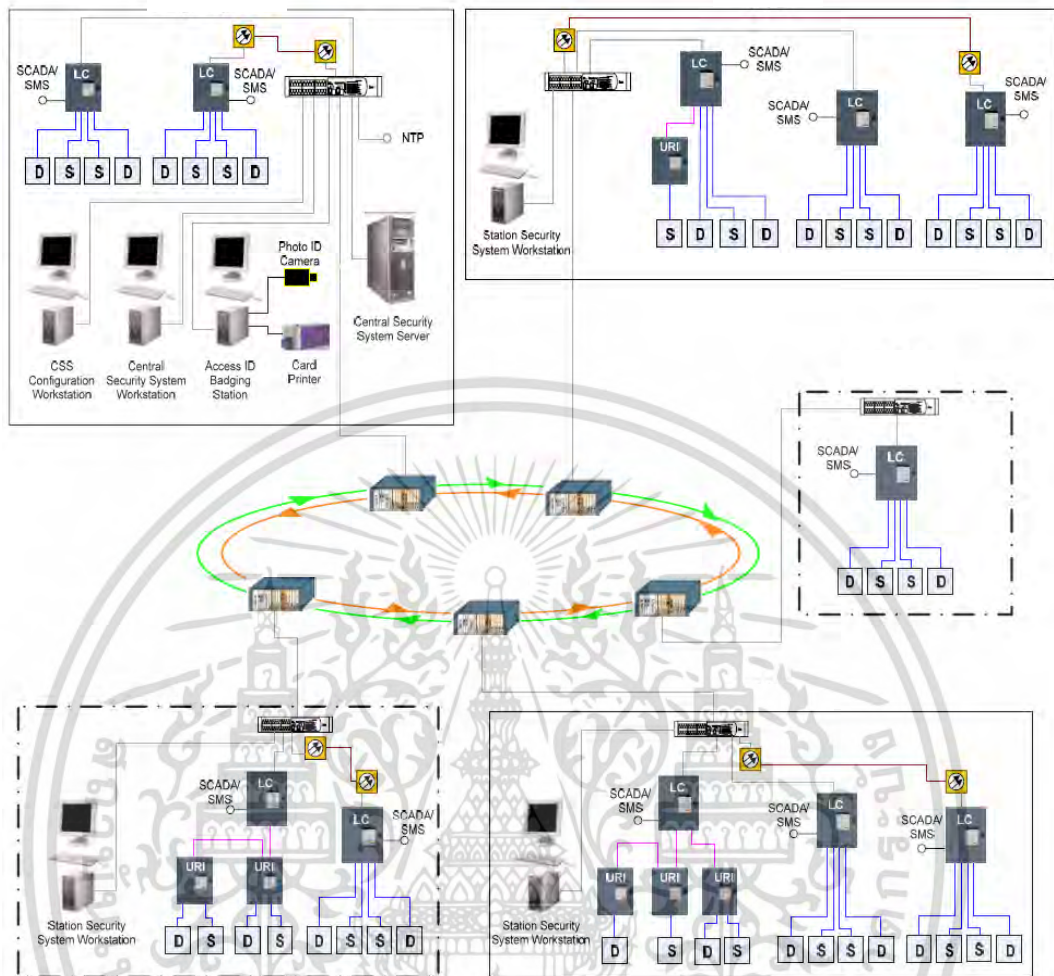 SCADA/
SMS
LC
LC
SCADA/
SMS
NTP
D S S D
D S S D
Photo ID
Camera
CSS
Configuration
Workstation
Central
Security System
Workstation
Access ID
Badging
Station
Card
Printer
Central Security
System Server
LC
SCADA/
SMS
URI
SCADA/
SMS
LC
SCADA/
SMS
LC
Station Security
System Workstation
S D S D
D S S D
D S S D
SCADA/
SMS
LC
D S S D
SCADA/
SMS
LC
LC
SCADA/
SMS
URI
URI
Station Security
System Workstation
D S
D S
D S S D
SCADA/
SMS
LC
SCADA/
SMS
LC
SCADA/
SMS
LC
URI
URI
URI
Station Security
System Workstation
D
S
D S
D S S D
D S S D